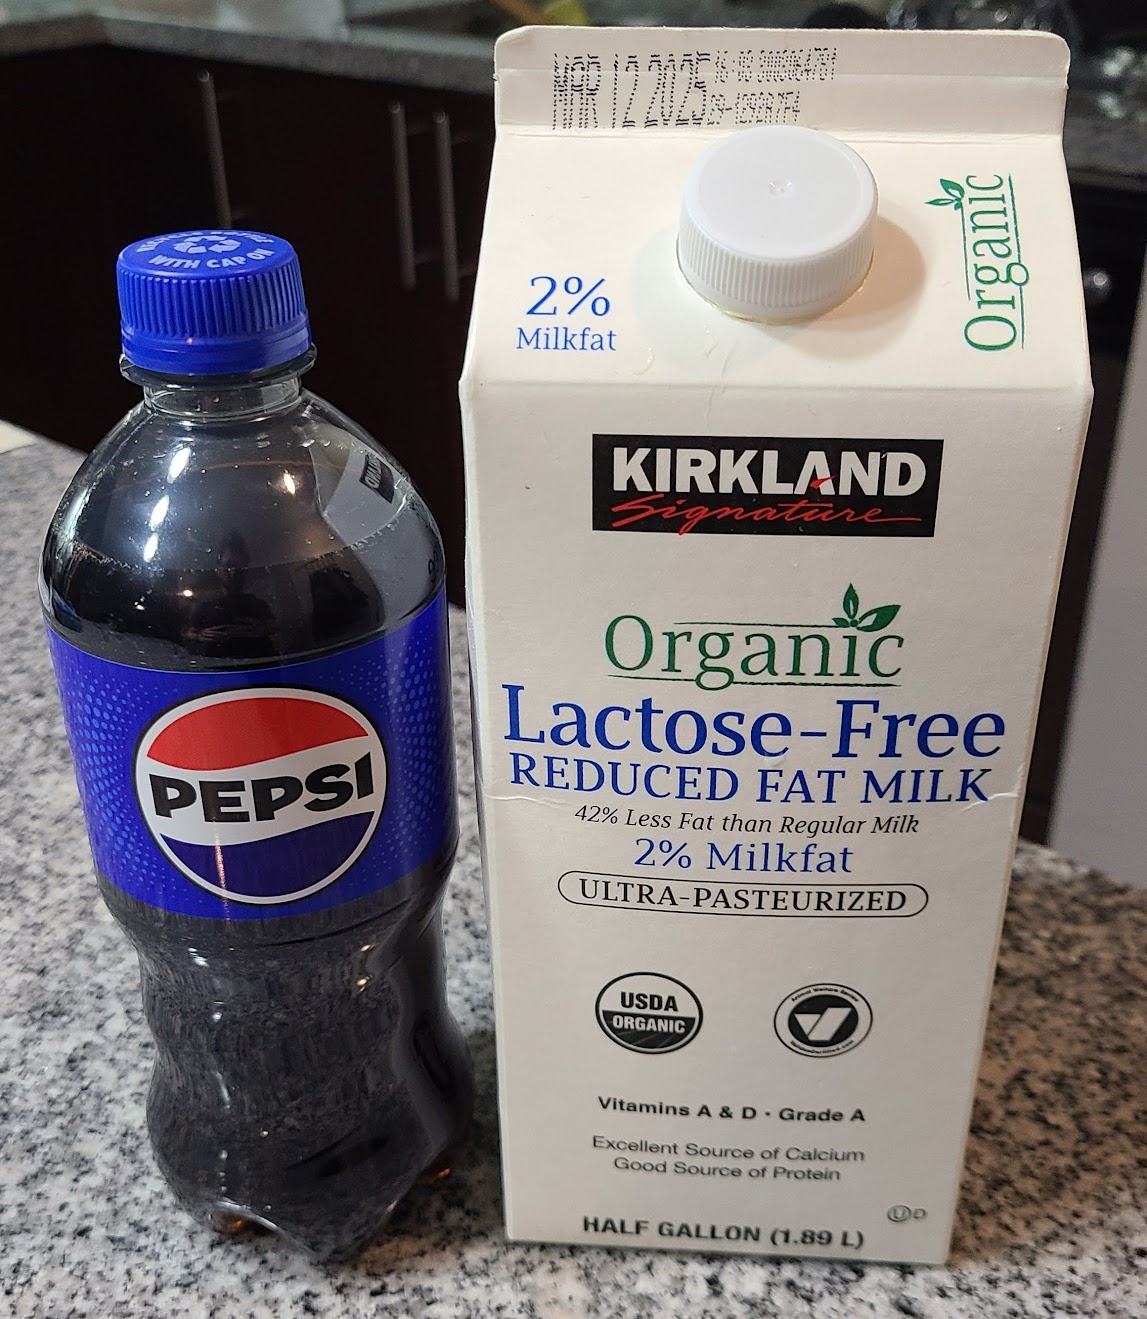 MAR 12 2025
WITH CAP ON
PEPSI
2%
Milkfat
Organic
KIRKLAND
Signature
Organic
Lactose-Free
REDUCED FAT MILK
42% Less Fat than Regular Milk
2% Milkfat
ULTRA-PASTEURIZED
USDA
ORGANIC
Vitamins A & D · Grade A
Excellent Source of Calcium
Good Source of Protein
U D
HALF GALLON (1.89 L)